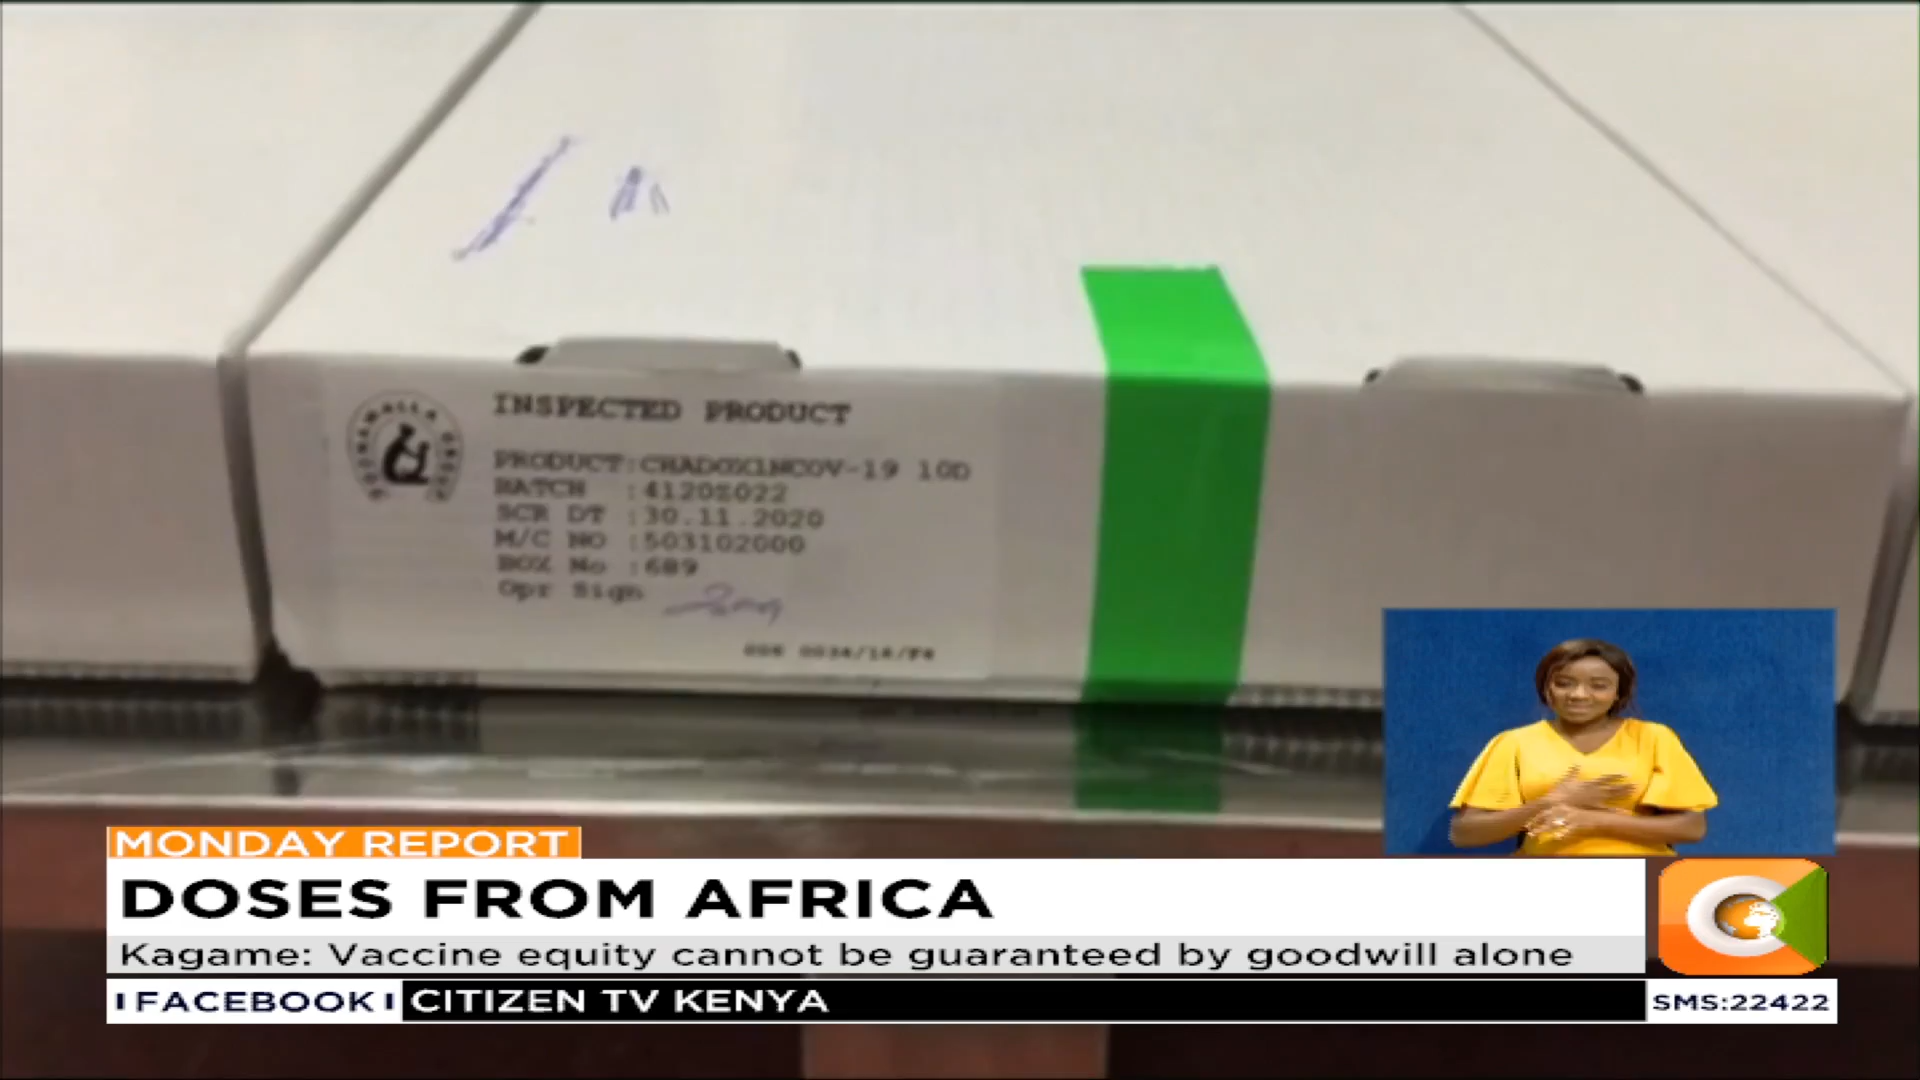 POONAWALLA GROUP
INSPECTED PRODUCT
PRODUCT:CHADOX1NCOV-19 10D
BATCH :4120Z022
SCR DT :30.11.2020
M/C NO :503102000
BOX No :689
Opr Sign
MONDAY REPORT
DOSES FROM AFRICA
Kagame: Vaccine equity cannot be guaranteed by goodwill alone
FACEBOOK CITIZEN TV KENYA
SMS:22422